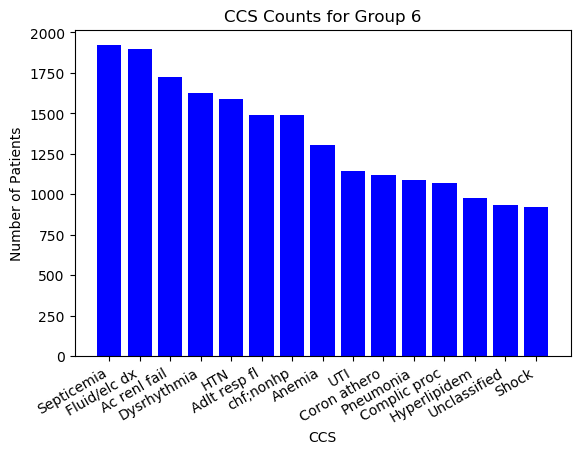 CCS Counts for Group 6
Number of Patients
2000
1750
1500
1250
1000
750
500
250
0
Septicemia
Fluid/elc dx
Ac renl fail
Dysrhythmia
HTN
Adlt resp fl
chf;nonhp
Anemia
UTI
Coron athero
Pneumonia
Complic proc
Hyperlipidem
Unclassified
Shock
CCS